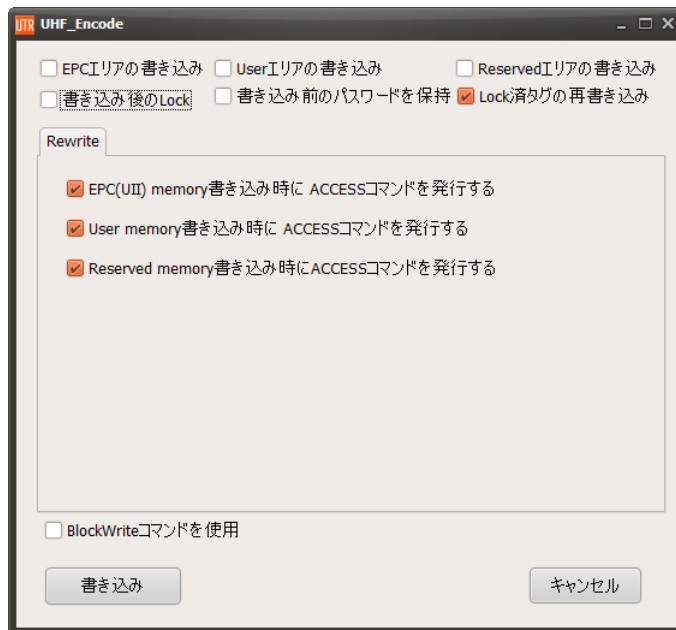 UTR UHF_Encode
EPCエリアの書き込み Userエリアの書き込み Reservedエリアの書き込み
書き込み後のLock 書き込み前のパスワードを保持 Lock済タグの再書き込み
Rewrite
EPC(UII) memory書き込み時に ACCESSコマンドを発行する
User memory書き込み時に ACCESSコマンドを発行する
Reserved memory書き込み時にACCESSコマンドを発行する
BlockWriteコマンドを使用
書き込み キャンセル